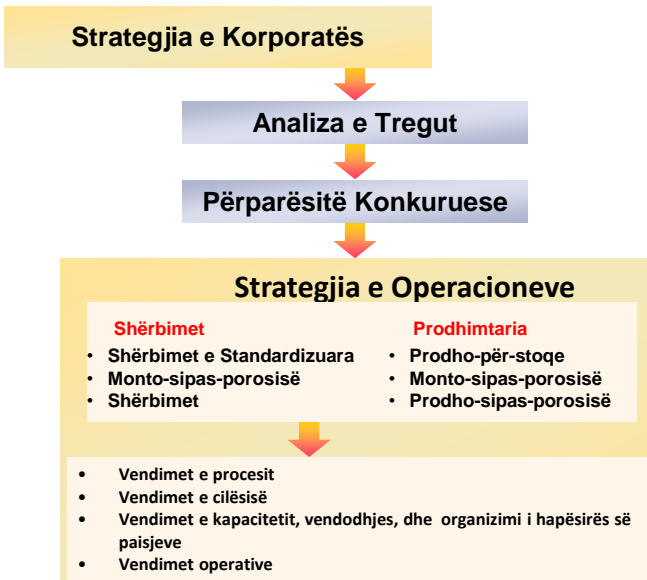 Strategjia e Korporatës
Analiza e Tregut
Përparësitë Konkuruese
Strategjia e Operacioneve
Shërbimet
• Shërbimet e Standardizuara
• Monto-sipas-porosisë
• Shërbimet
Prodhimtaria
• Prodho-për-stoqe
• Monto-sipas-porosisë
• Prodho-sipas-porosisë
• Vendimet e procesit
• Vendimet e cilësisë
• Vendimet e kapacitetit, vendodhjes, dhe organizimi i hapësirës së
paisjeve
• Vendimet operative